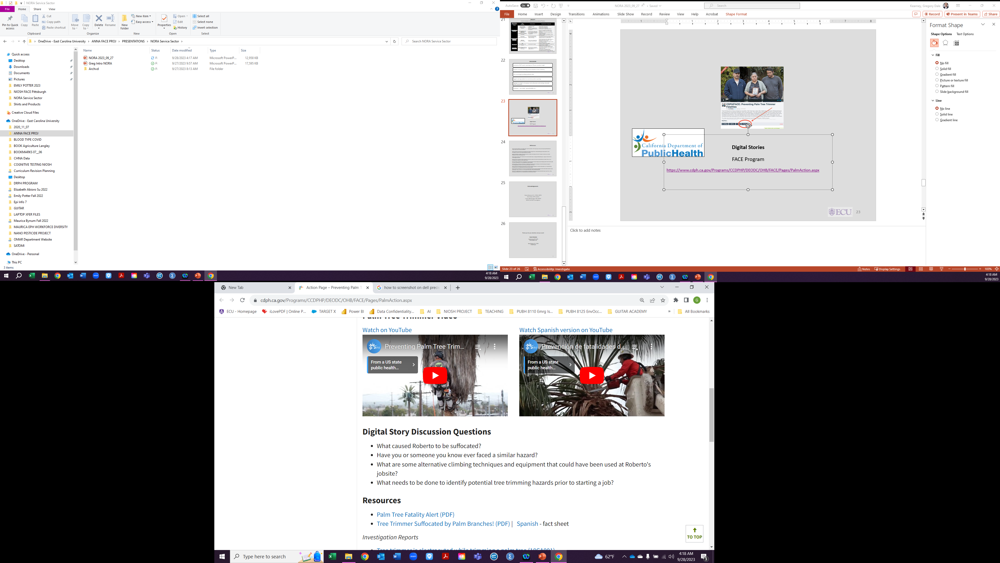 NORA Service Sector
File
Home
Share
View
Pin to Quick access
Copy
Paste
Cut
Copy path
Paste shortcut
Clipboard
Move to
Copy to
Delete
Rename
Organize
New folder
New item
Easy access
New
Properties
Open
Edit
History
Open
Select all
Select none
Invert selection
Select
OneDrive - East Carolina University > ANNA FACE PROJ > PRESENTATIONS > NORA Service Sector >
Search NORA Service Sector
Name Status Date modified Type Size
NORA 2023_09_27 9/28/2023 4:17 AM Microsoft PowerP... 12,958 KB
Greg Intro NORA 9/27/2023 9:57 AM Microsoft PowerP... 17,595 KB
Archvd 9/27/2023 8:13 AM File folder
Quick access
Desktop
Downloads
Documents
Pictures
EMILY POTTER 2023
NIOSH FACE Pittsburgh
NORA Service Sector
Shirts and Products
Creative Cloud Files
OneDrive - East Carolina University
2020_11_07
ANNA FACE PROJ
BLOOD TYPE COVID
BOOK Agriculture Langley
BOOKMARKS 07__06
CHNA Data
COGNITIVE TESTING NIOSH
Curriculum Revision Planning
Desktop
DRPH PROGRAM
Elizabeth Abioro Su 2022
Emily Potter Fall 2022
Epi Info 7
GUITAR
LAPTOP XFER FILES
Maurica Bynum Fall 2022
MAURICA EPH WORKFORCE DIVERSITY
NANO PESTICIDE PROJECT
OMAR Department Website
SATOMI
OneDrive - Personal
This PC
3 items
4:18 AM
9/28/2023
AutoSave On
NORA 2023_09_27 • Saved
Search
Kearney, Gregory Dale
File Home Insert Design Transitions Animations Slide Show Record Review View Help Acrobat Shape Format
Record
Present in Teams
Share
21
22
23
24
25
26
CDPH/FACE: Preventing Palm Tree Trimmer
Fatalities
California Department of
PublicHealth
Digital Stories
FACE Program
https://www.cdph.ca.gov/Programs/CCDPHP/DEODC/OHB/FACE/Pages/PalmAction.aspx
ECU
23
Click to add notes
Format Shape
Shape Options Text Options
Fill
No fill
Solid fill
Gradient fill
Picture or texture fill
Pattern fill
Slide background fill
Line
No line
Solid line
Gradient line
Slide 23 of 26
Accessibility: Investigate
Notes
Display Settings
103%
4:18 AM
9/28/2023
New Tab
Action Page – Preventing Palm T
how to screenshot on dell preci
cdph.ca.gov/Programs/CCDPHP/DEODC/OHB/FACE/Pages/PalmAction.aspx
G
ECU - Homepage
iLovePDF | Online P...
TARGET X
Power BI
Data Confidentiality...
AI
NIOSH PROJECT
TEACHING
PUBH 8110 Emrg Is...
PUBH 8125 EnvOcc...
GUITAR ACADEMY
»
All Bookmarks
Palm Tree Trimmer Video
Watch on YouTube
Watch Spanish version on YouTube
CDPH
Preventing Palm Tree Trim...
From a US state
public health...
CDPH
Prevención de fatalidades d...
From a US state
public health...
Digital Story Discussion Questions
• What caused Roberto to be suffocated?
• Have you or someone you know ever faced a similar hazard?
• What are some alternative climbing techniques and equipment that could have been used at Roberto's
jobsite?
• What needs to be done to identify potential tree trimming hazards prior to starting a job?
Resources
• Palm Tree Fatality Alert (PDF)
• Tree Trimmer Suffocated by Palm Branches! (PDF) | Spanish - fact sheet
Investigation Reports
• Tree trimmer is electrocuted while trimming a palm tree (18CA001)
TO TOP
Type here to search
62°F
4:18 AM
9/28/2023
3